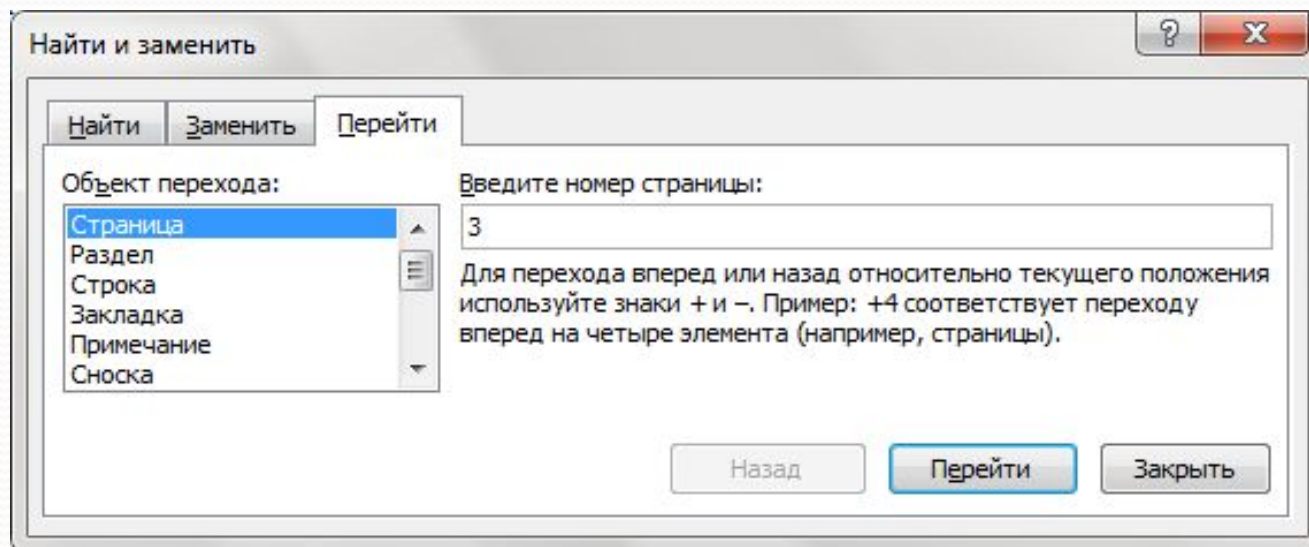 Найти и заменить
Найти
Заменить
Перейти
Объект перехода:
Страница
Раздел
Строка
Закладка
Примечание
Сноска
Введите номер страницы:
3
Для перехода вперед или назад относительно текущего положения
используйте знаки + и –. Пример: +4 соответствует переходу
вперед на четыре элемента (например, страницы).
Назад
Перейти
Закрыть